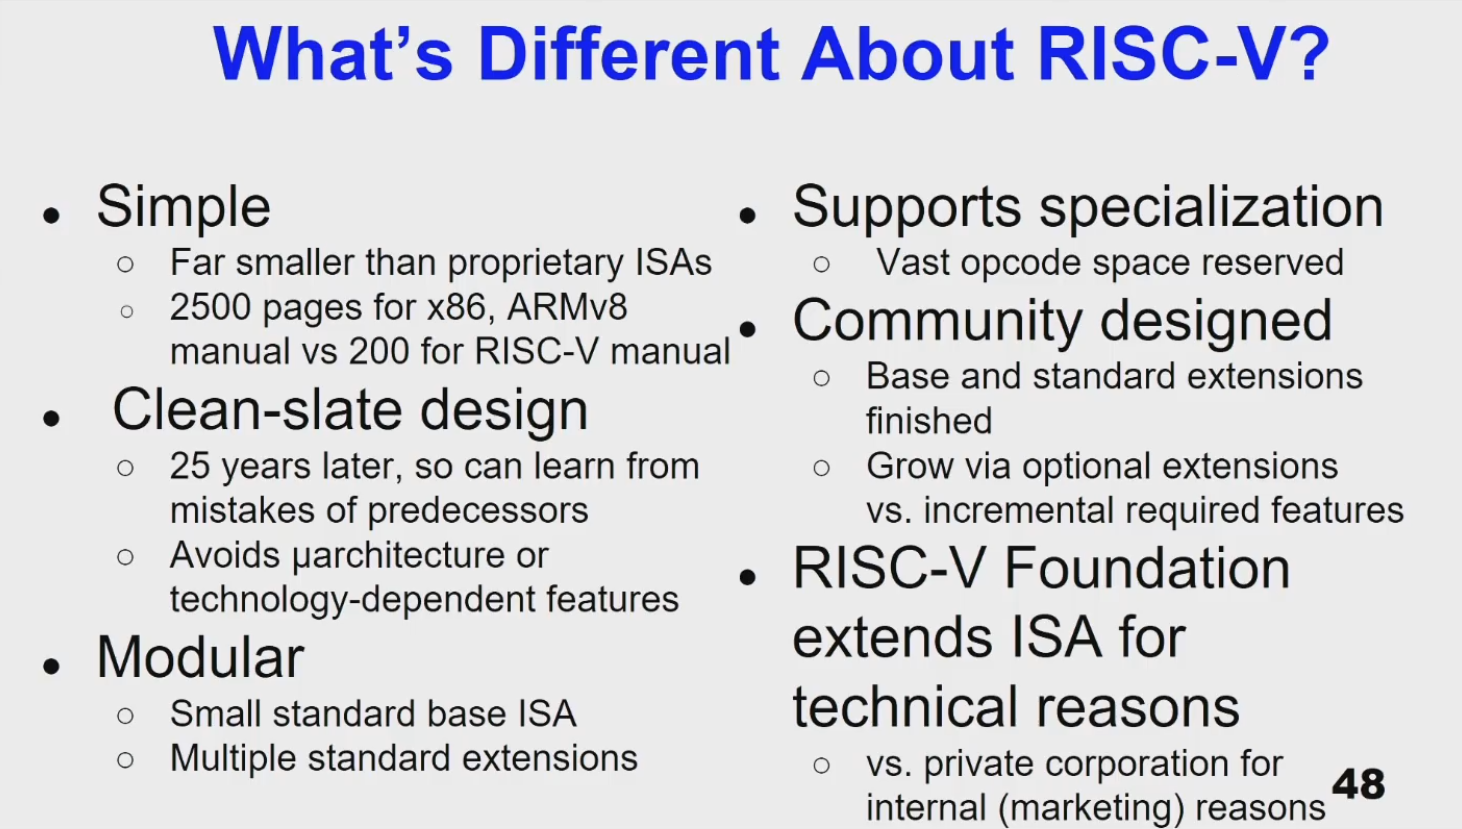 What's Different About RISC-V?
● Simple
○ Far smaller than proprietary ISAs
○ 2500 pages for x86, ARMv8
manual vs 200 for RISC-V manual
● Clean-slate design
○ 25 years later, so can learn from
mistakes of predecessors
○ Avoids µarchitecture or
technology-dependent features
● Modular
○ Small standard base ISA
○ Multiple standard extensions
● Supports specialization
○ Vast opcode space reserved
● Community designed
○ Base and standard extensions
finished
○ Grow via optional extensions
vs. incremental required features
● RISC-V Foundation
extends ISA for
technical reasons
○ vs. private corporation for
internal (marketing) reasons
48